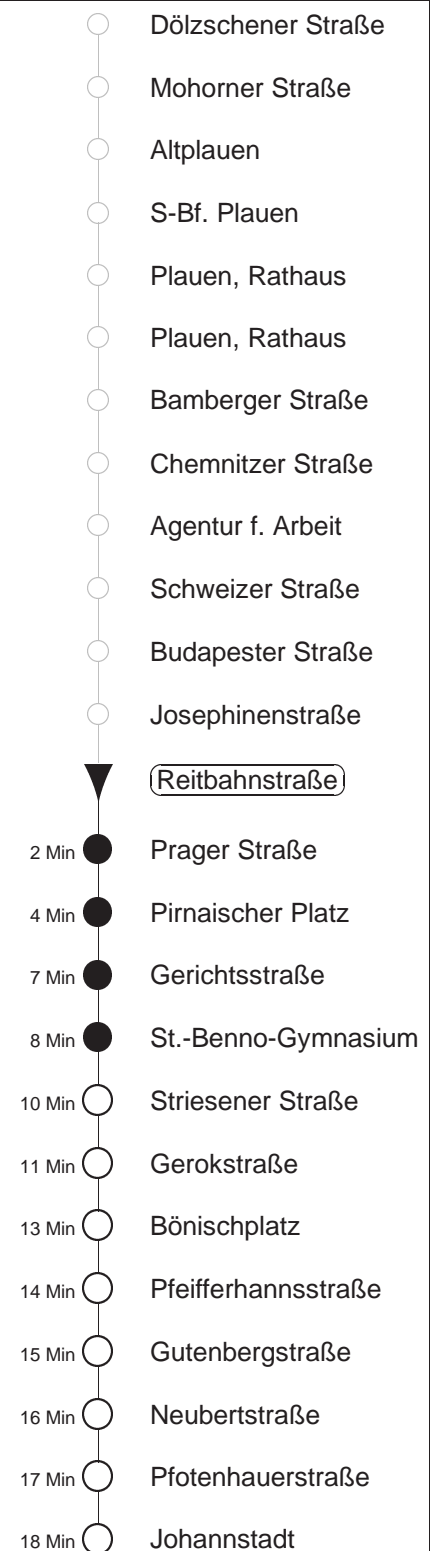 Dölzschener Straße
Mohorner Straße
Altplauen
S-Bf. Plauen
Plauen, Rathaus
Plauen, Rathaus
Bamberger Straße
Chemnitzer Straße
Agentur f. Arbeit
Schweizer Straße
Budapester Straße
Josephinenstraße
Reitbahnstraße
2 Min Prager Straße
4 Min Pirnaischer Platz
7 Min Gerichtsstraße
8 Min St.-Benno-Gymnasium
10 Min Striesener Straße
11 Min Gerokstraße
13 Min Bönischplatz
14 Min Pfeifferhannsstraße
15 Min Gutenbergstraße
16 Min Neubertstraße
17 Min Pfotenhauerstraße
18 Min Johannstadt